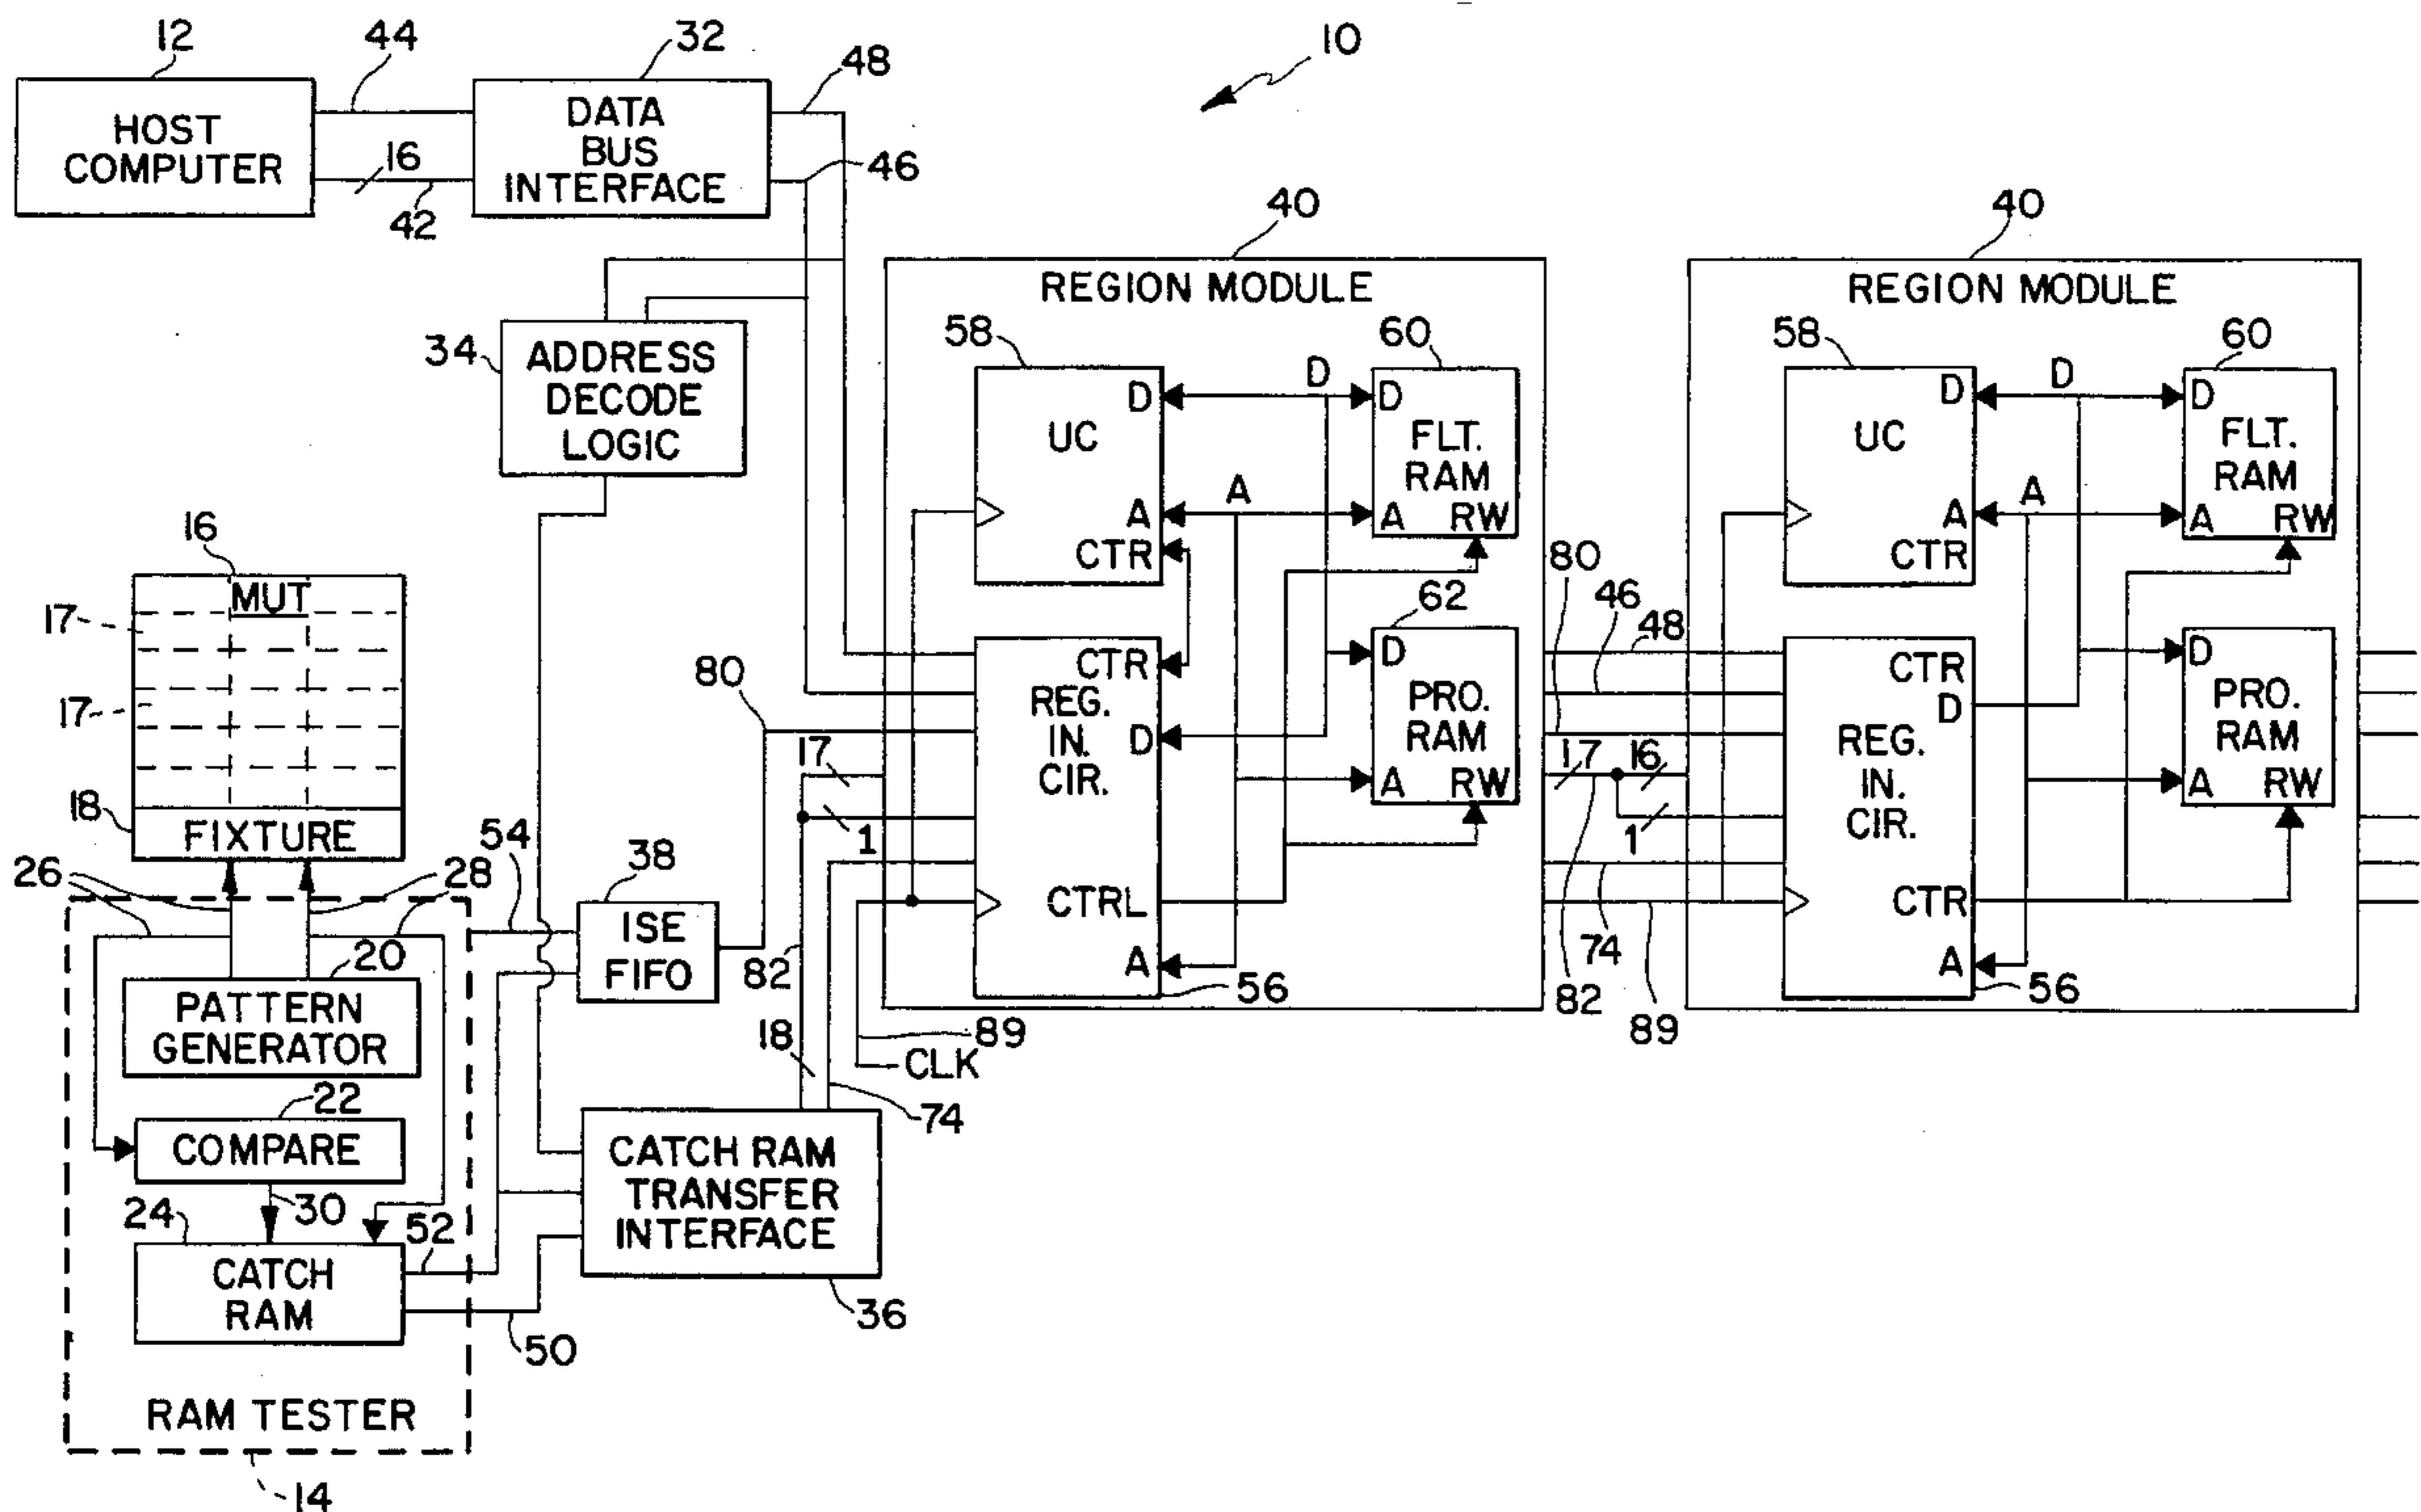 10
12
HOST
COMPUTER
44
16
42
32
DATA
BUS
INTERFACE
48
46
34
ADDRESS
DECODE
LOGIC
16
MUT
17
17
18
FIXTURE
26
28
20
PATTERN
GENERATOR
22
COMPARE
30
24
CATCH
RAM
52
50
RAM TESTER
14
54
38
ISE
FIFO
80
17
1
82
18
74
89
CLK
CATCH RAM
TRANSFER
INTERFACE
36
40
REGION MODULE
58
D
UC
A
CTR
D
A
60
D
FLT.
RAM
A RW
62
D
PRO.
RAM
A RW
CTR
REG.
IN. D
CIR.
CTRL
A
56
80
46
48
17
16
1
74
82
89
40
REGION MODULE
58
D
UC
A
CTR
D
A
60
D
FLT.
RAM
A RW
D
PRO.
RAM
A RW
CTR
D
REG.
IN.
CIR.
CTR
A
56